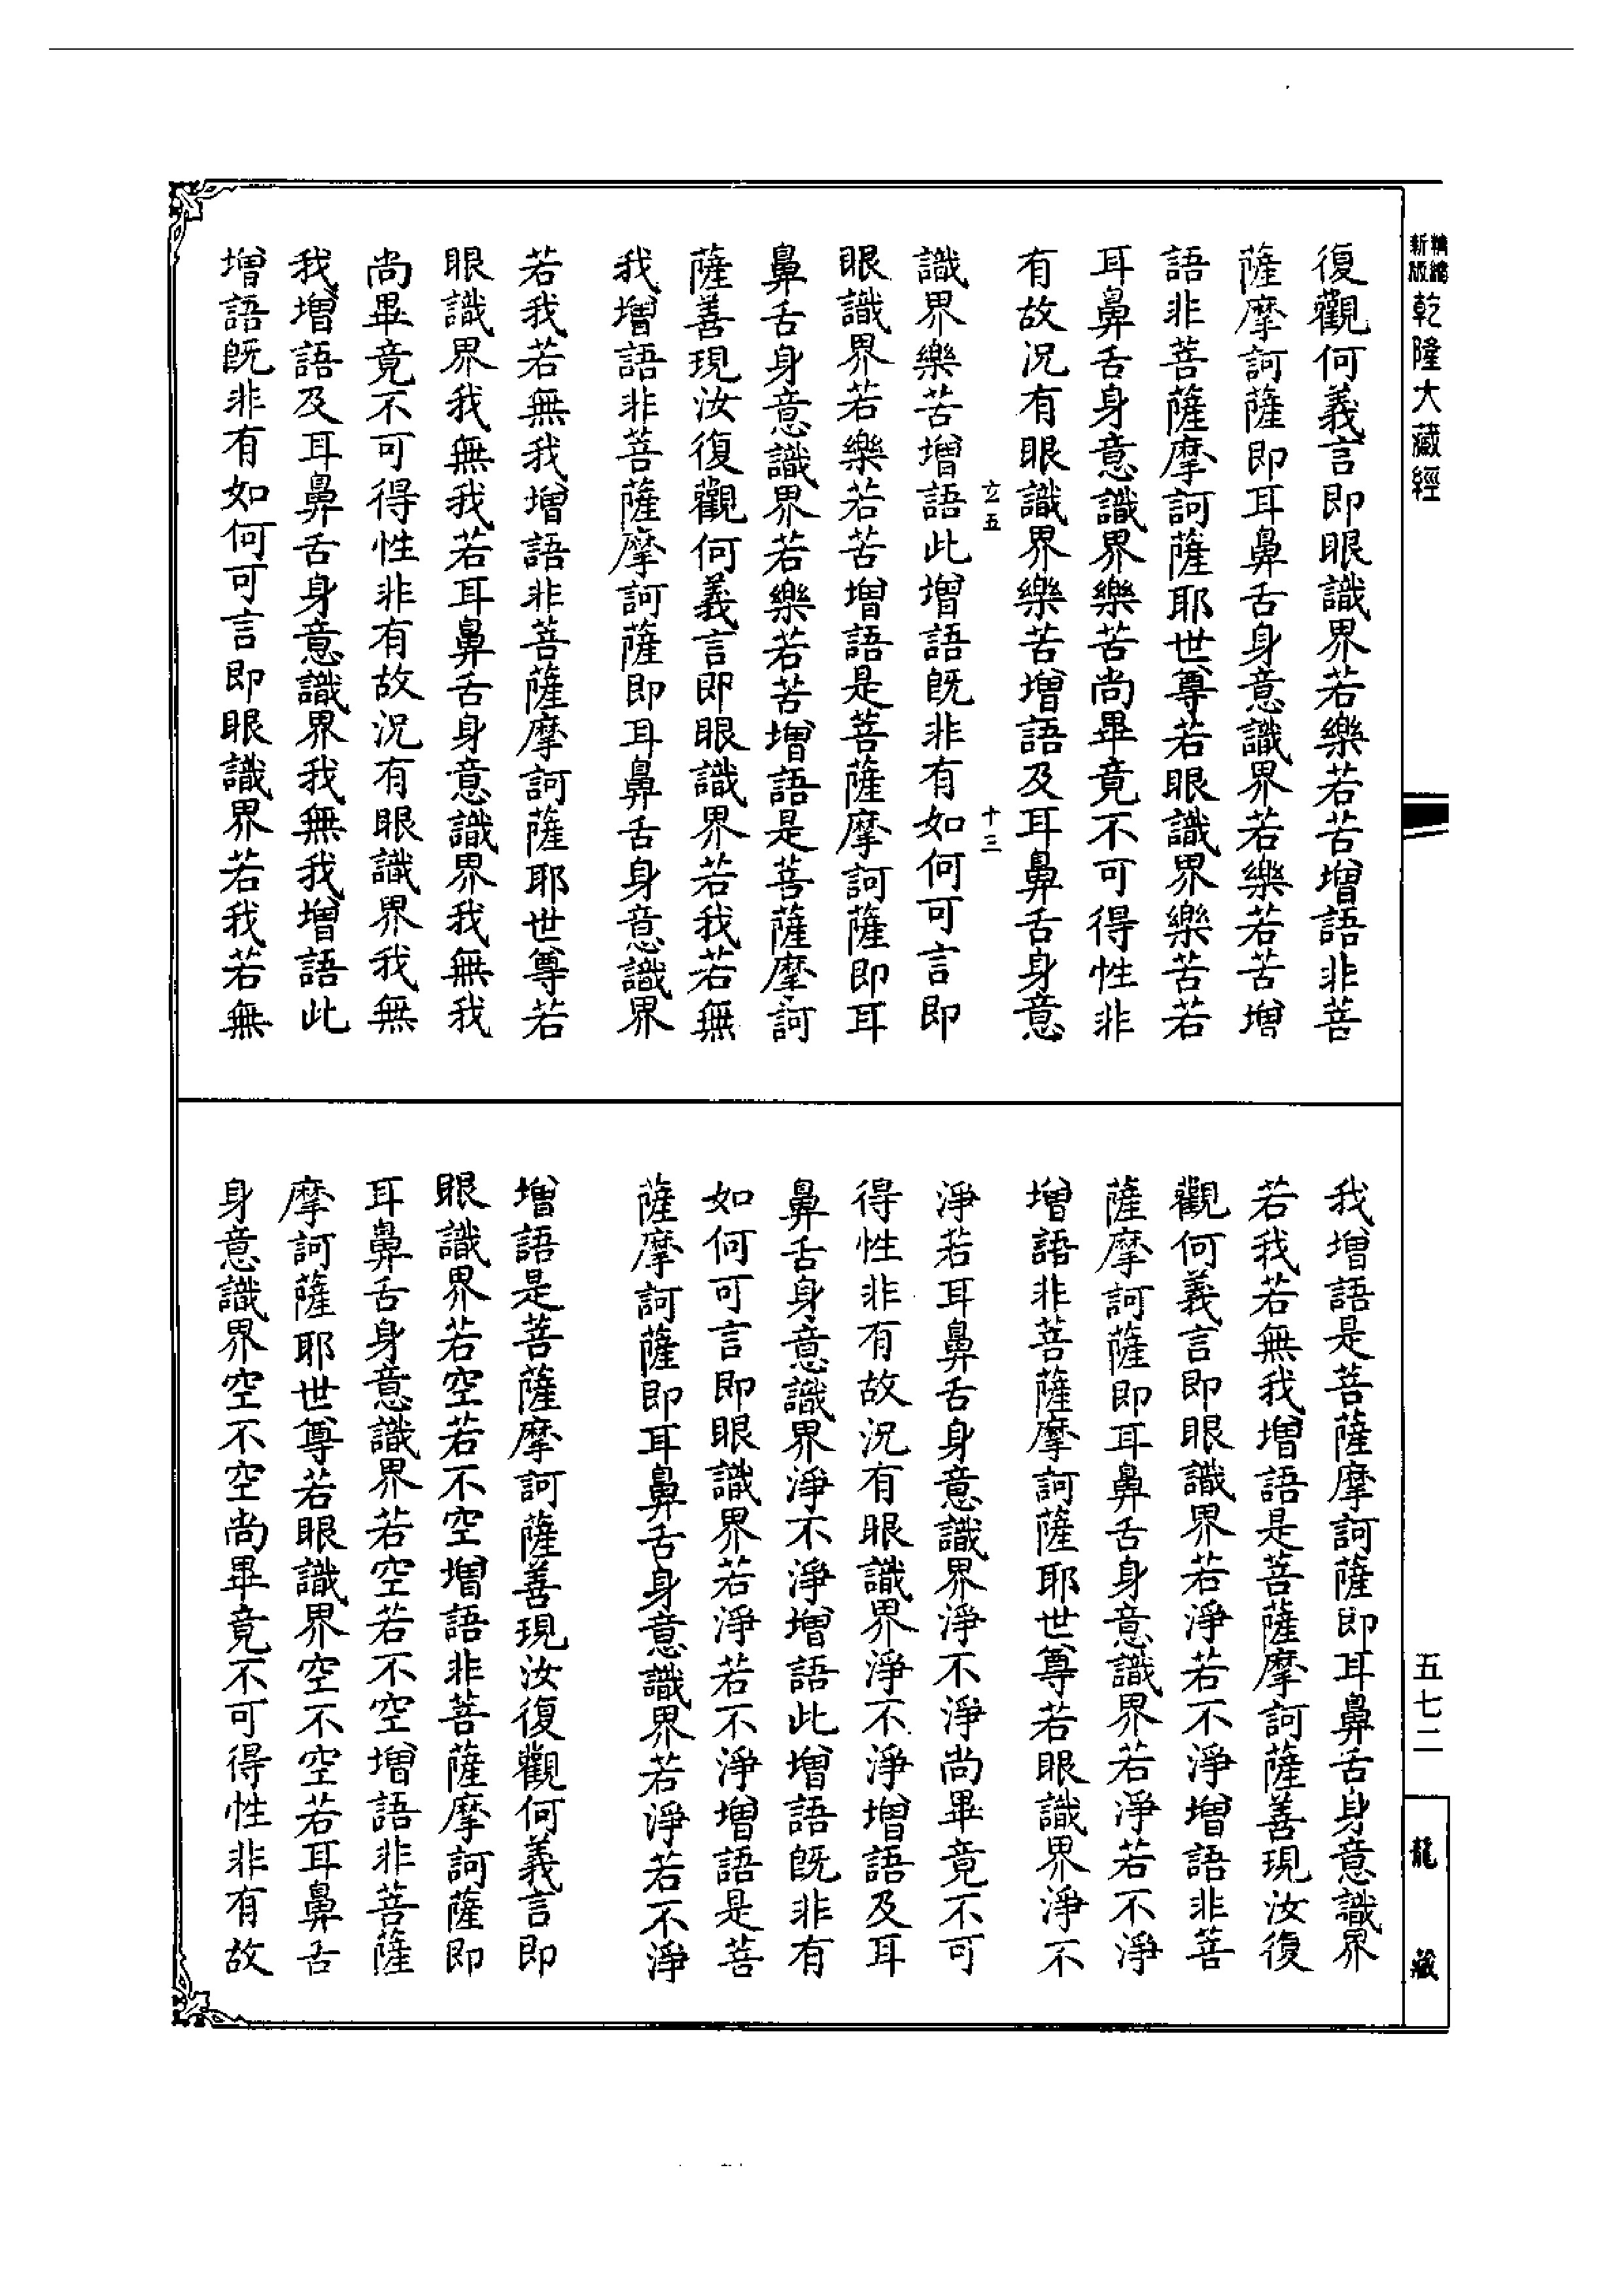 新版精縮
乾隆大藏經
五七二
龍藏
復觀何義言即眼識界若樂若苦增語非菩
薩摩訶薩即耳鼻舌身意識界若樂若苦增
語非菩薩摩訶薩耶世尊若眼識界樂苦若
耳鼻舌身意識界樂苦尚畢竟不可得性非
有故況有眼識界樂苦增語及耳鼻舌身意
玄五 十三
識界樂苦增語此增語既非有如何可言即
眼識界若樂若苦增語是菩薩摩訶薩即耳
鼻舌身意識界若樂若苦增語是菩薩摩訶
薩善現汝復觀何義言即眼識界若我若無
我增語非菩薩摩訶薩即耳鼻舌身意識界
若我若無我增語非菩薩摩訶薩耶世尊若
眼識界我無我若耳鼻舌身意識界我無我
尚畢竟不可得性非有故況有眼識界我無
我增語及耳鼻舌身意識界我無我增語此
增語既非有如何可言即眼識界若我若無
我增語是菩薩摩訶薩即耳鼻舌身意識界
若我若無我增語是菩薩摩訶薩善現汝復
觀何義言即眼識界若淨若不淨增語非菩
薩摩訶薩即耳鼻舌身意識界若淨若不淨
增語非菩薩摩訶薩耶世尊若眼識界淨不
淨若耳鼻舌身意識界淨不淨尚畢竟不可
得性非有故況有眼識界淨不淨增語及耳
鼻舌身意識界淨不淨增語此增語既非有
如何可言即眼識界若淨若不淨增語是菩
薩摩訶薩即耳鼻舌身意識界若淨若不淨
增語是菩薩摩訶薩善現汝復觀何義言即
眼識界若空若不空增語非菩薩摩訶薩即
耳鼻舌身意識界若空若不空增語非菩薩
摩訶薩耶世尊若眼識界空不空若耳鼻舌
身意識界空不空尚畢竟不可得性非有故